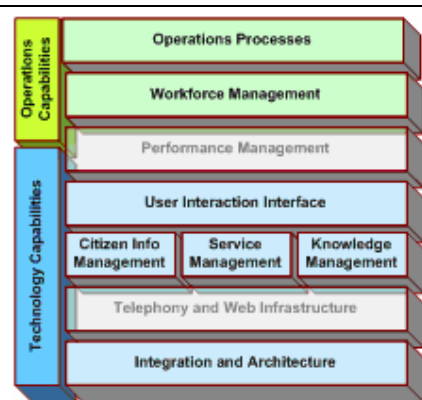 Operations
Capabilities
Operations Processes
Workforce Management
Performance Management
Technology Capabilities
User Interaction Interface
Citizen Info
Management
Service
Management
Knowledge
Management
Telephony and Web Infrastructure
Integration and Architecture